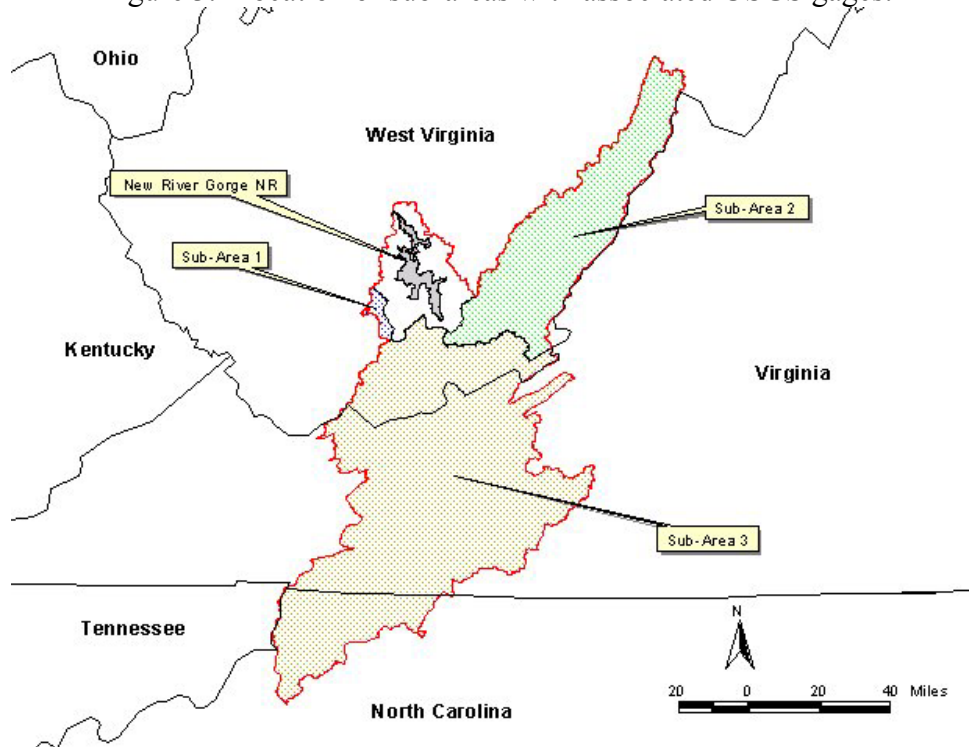 Ohio
West Virginia
New River Gorge NR
Sub-Area 2
Sub-Area 1
Kentucky
Virginia
Sub-Area 3
Tennessee
N
20 0 20 40 Miles
North Carolina